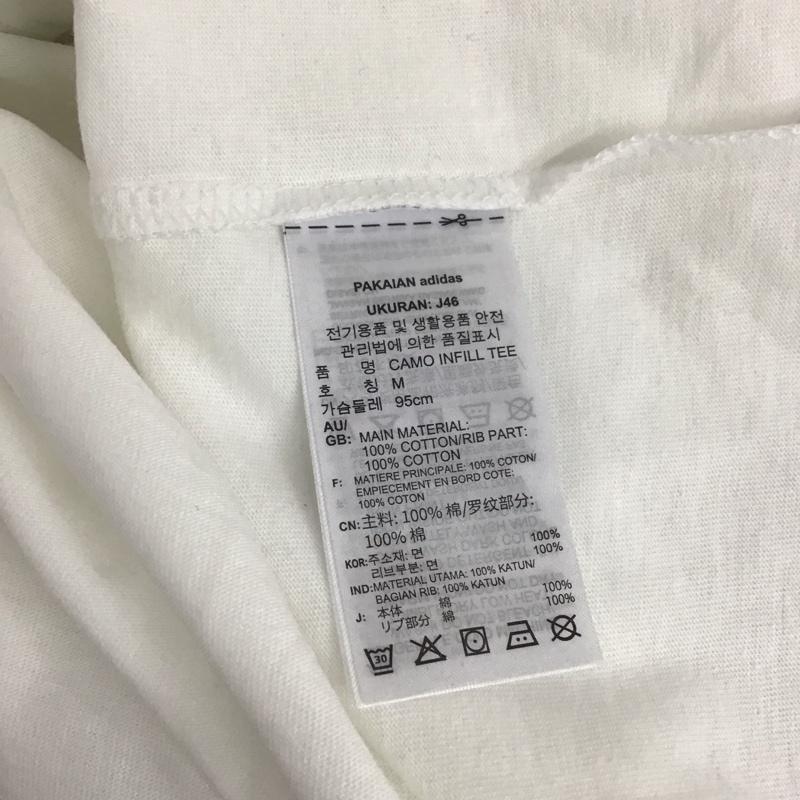 PAKAIAN adidas
UKURAN: J46
전기용품 및 생활용품 안전
관리법에 의한 품질표시
품 명 CAMO INFILL TEE
호 칭 M
가슴둘레 95cm
AU/
GB: MAIN MATERIAL:
100% COTTON/RIB PART:
100% COTTON
F: MATIERE PRINCIPALE: 100% COTON/
EMPIECEMENT EN BORD COTE:
100% COTON
CN: 主料: 100% 棉/罗纹部分:
100% 棉
KOR: 주소재: 면 100%
리브부분: 면 100%
IND: MATERIAL UTAMA: 100% KATUN/
BAGIAN RIB: 100% KATUN
J: 本体 綿 100%
リブ部分 綿 100%
30